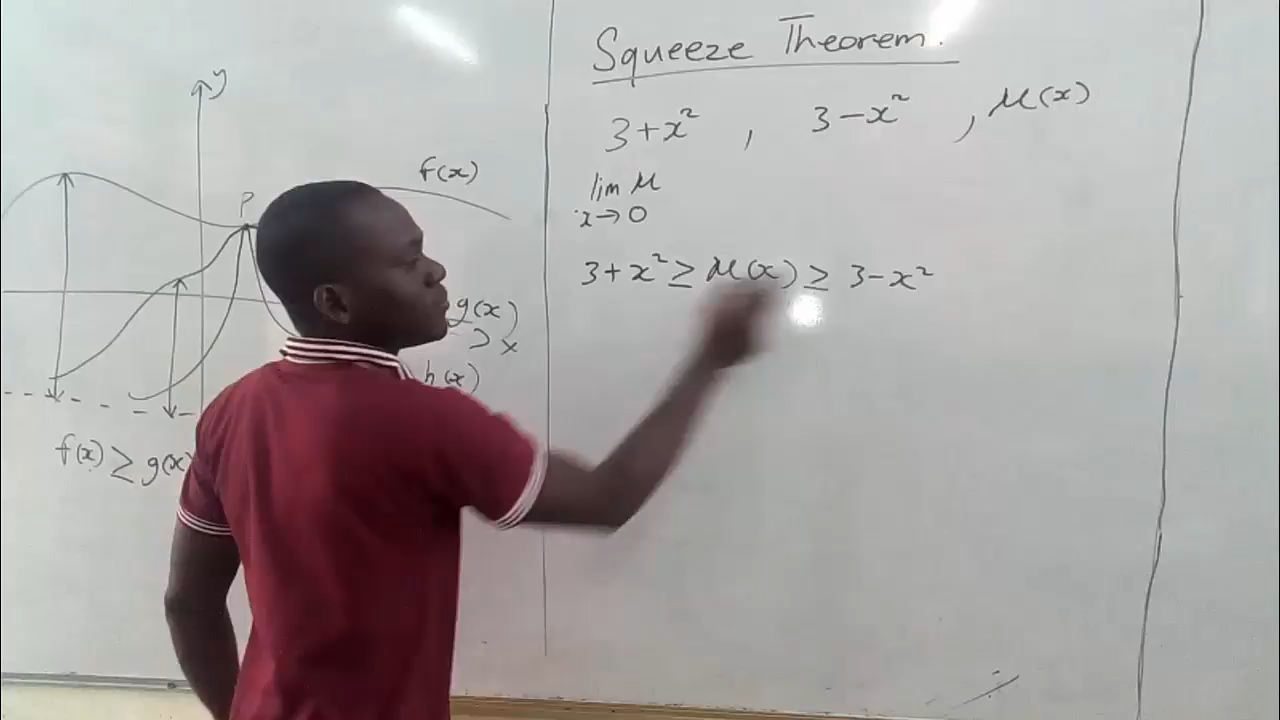 y
f(x)
P
g(x)
x
h(x)
f(x) ≥ g(x)
Squeeze Theorem.
3+x² , 3−x² , μ(x)
lim μ
x→0
3+x² ≥ μ(x) ≥ 3−x²